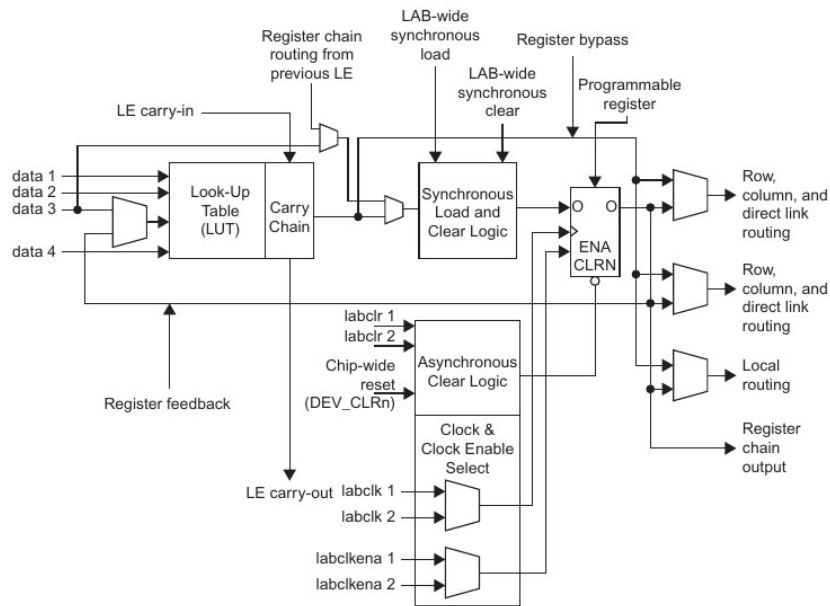 LAB-wide
synchronous
load
Register chain
routing from
previous LE
Register bypass
LAB-wide
synchronous
clear
Programmable
register
LE carry-in
data 1
data 2
data 3
data 4
Look-Up
Table
(LUT)
Carry
Chain
Synchronous
Load and
Clear Logic
O O
ENA
CLRN
Row,
column, and
direct link
routing
Row,
column, and
direct link
routing
Local
routing
Register
chain
output
labclr 1
labclr 2
Chip-wide
reset
(DEV_CLRn)
Asynchronous
Clear Logic
Register feedback
Clock &
Clock Enable
Select
LE carry-out
labclk 1
labclk 2
labclkena 1
labclkena 2